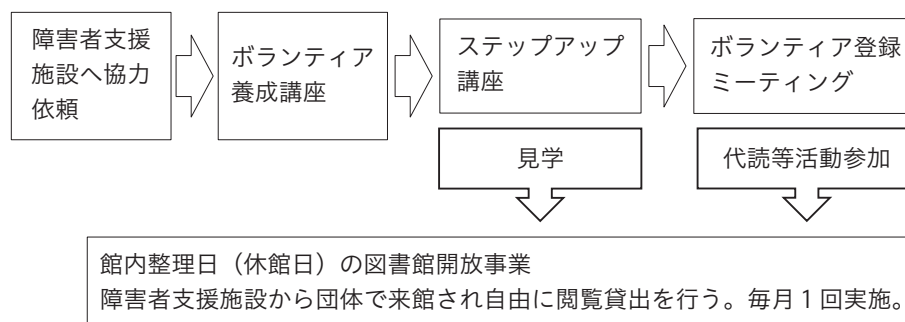 障害者支援
施設へ協力
依頼
ボランティア
養成講座
ステップアップ
講座
ボランティア登録
ミーティング
見学
代読等活動参加
館内整理日（休館日）の図書館開放事業
障害者支援施設から団体で来館され自由に閲覧貸出を行う。毎月１回実施。